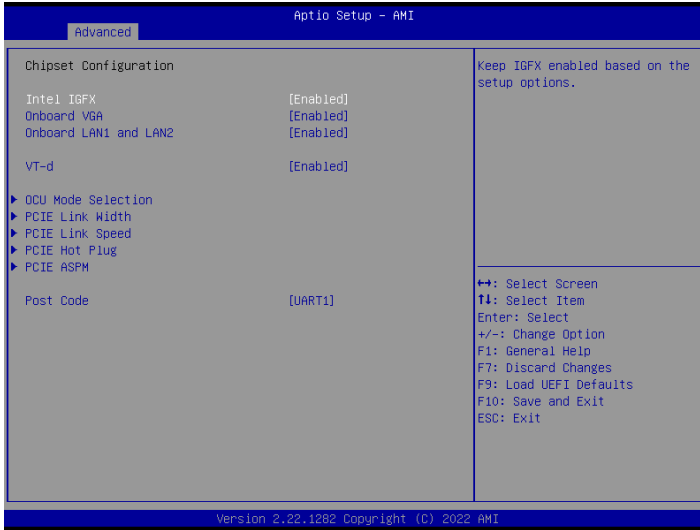 Aptio Setup – AMI
Advanced
Chipset Configuration
Intel IGFX [Enabled]
Onboard VGA [Enabled]
Onboard LAN1 and LAN2 [Enabled]
VT-d [Enabled]
OCU Mode Selection
PCIE Link Width
PCIE Link Speed
PCIE Hot Plug
PCIE ASPM
Post Code [UART1]
Keep IGFX enabled based on the
setup options.
↔: Select Screen
↑↓: Select Item
Enter: Select
+/-: Change Option
F1: General Help
F7: Discard Changes
F9: Load UEFI Defaults
F10: Save and Exit
ESC: Exit
Version 2.22.1282 Copyright (C) 2022 AMI